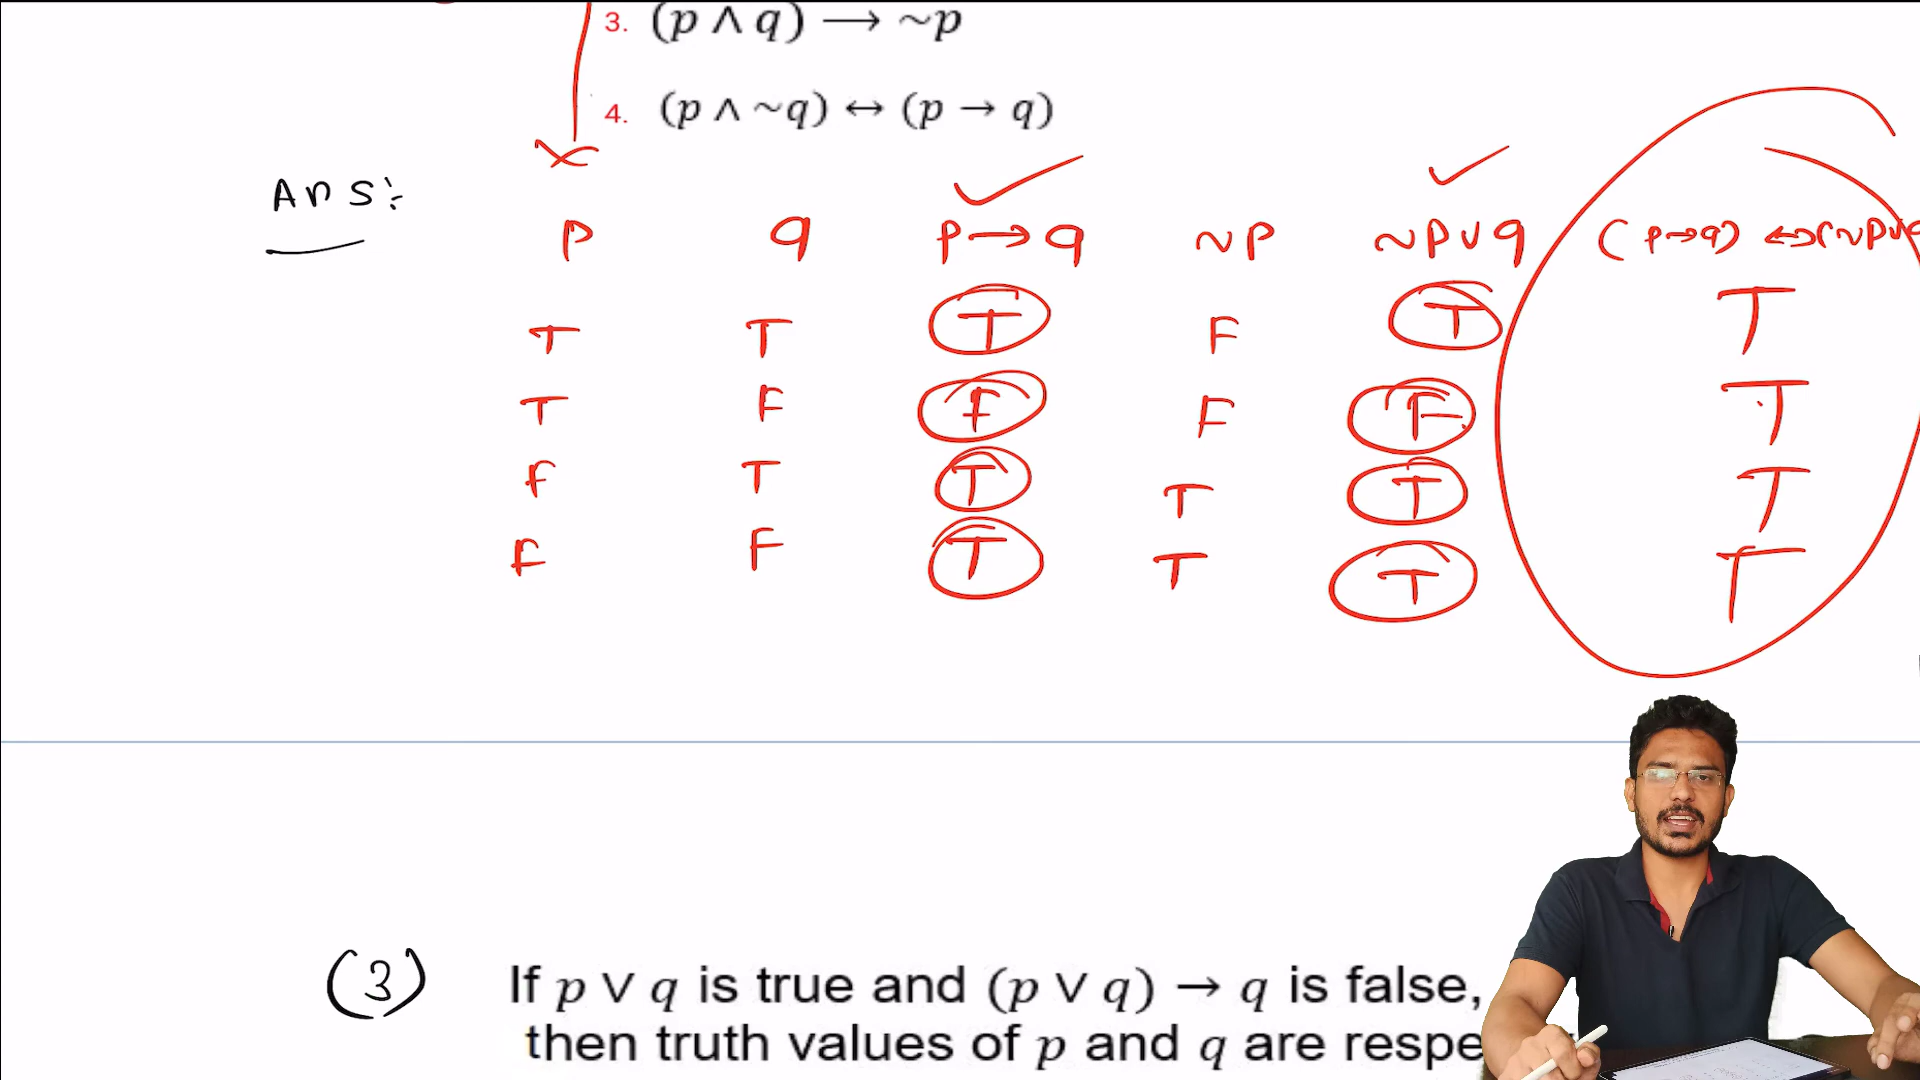 3. (p ∧ q) ⟶ ~p
4. (p ∧ ~q) ↔ (p → q)
Ans:
p q p→q ~p ~p∨q (p→q) ↔(~p∨
T T T F T T
T F F F F T
F T T T T T
F F T T T T
(3) If p ∨ q is true and (p ∨ q) → q is false,
then truth values of p and q are respe